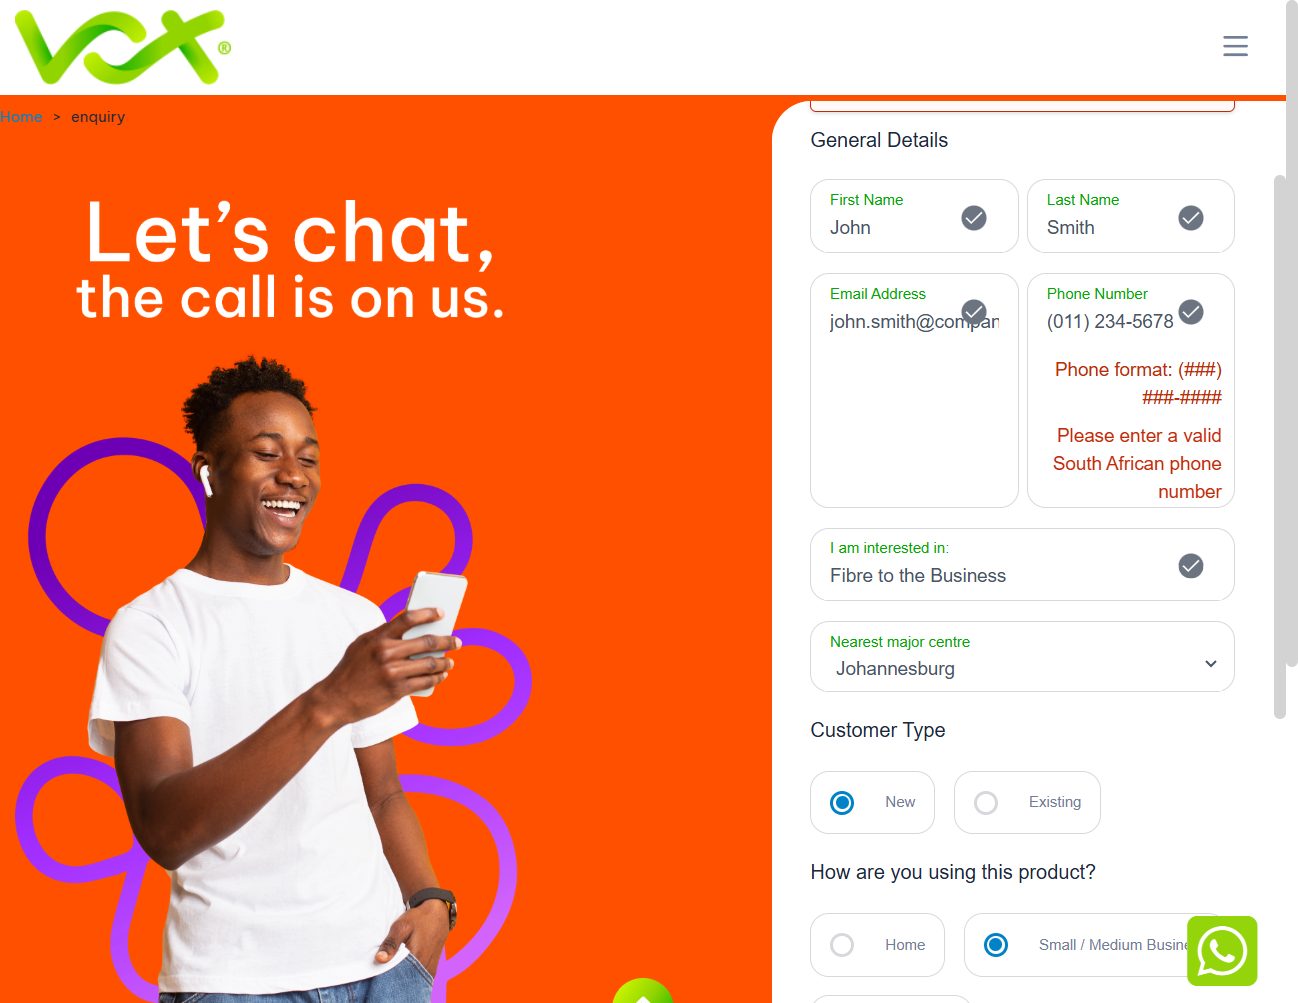 vox®
Home > enquiry
Let's chat,
the call is on us.
General Details
First Name
John
Last Name
Smith
Email Address
john.smith@compan
Phone Number
(011) 234-5678
Phone format: (###)
###-####
Please enter a valid
South African phone
number
I am interested in:
Fibre to the Business
Nearest major centre
Johannesburg
Customer Type
New
Existing
How are you using this product?
Home
Small / Medium Busine